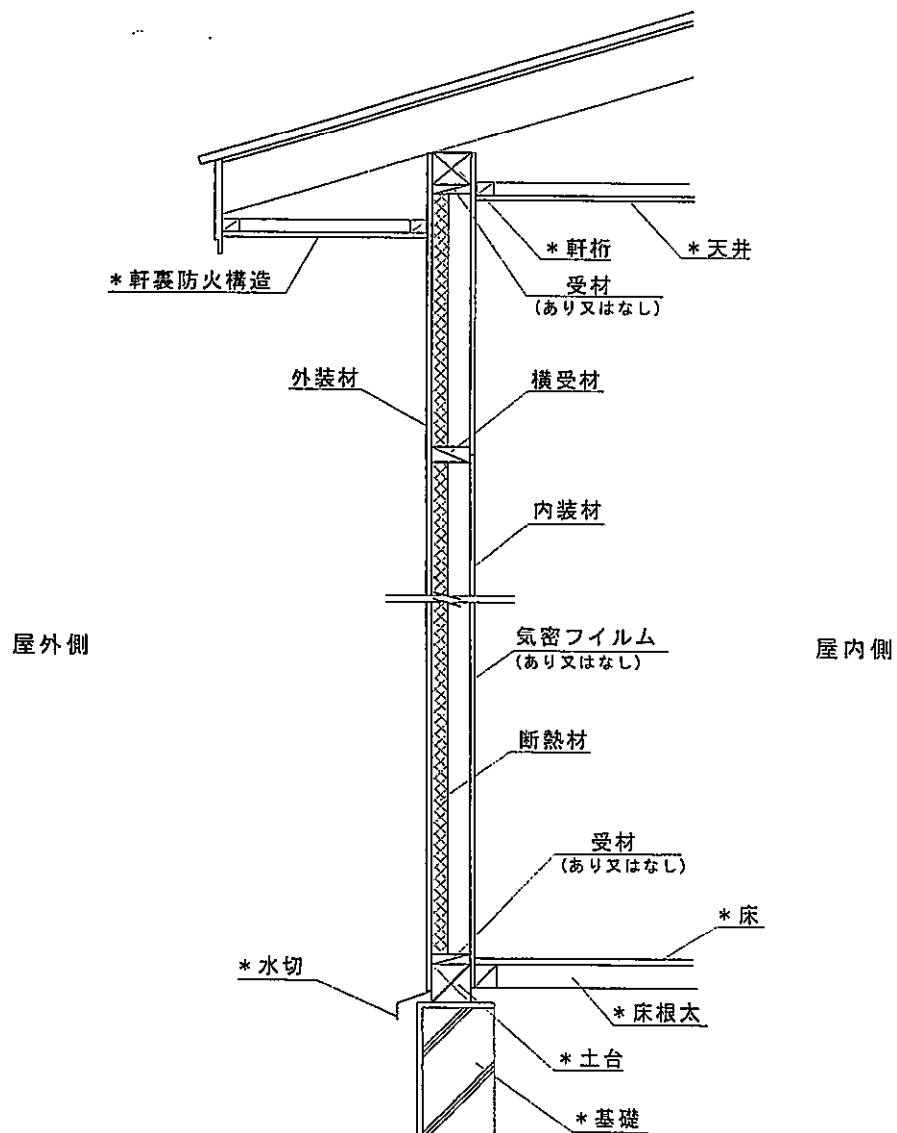 *軒桁
*天井
*軒裏防火構造
受材
(あり又はなし)
外装材
横受材
内装材
屋外側
気密フイルム
(あり又はなし)
屋内側
断熱材
受材
(あり又はなし)
*床
*水切
*床根太
*土台
*基礎